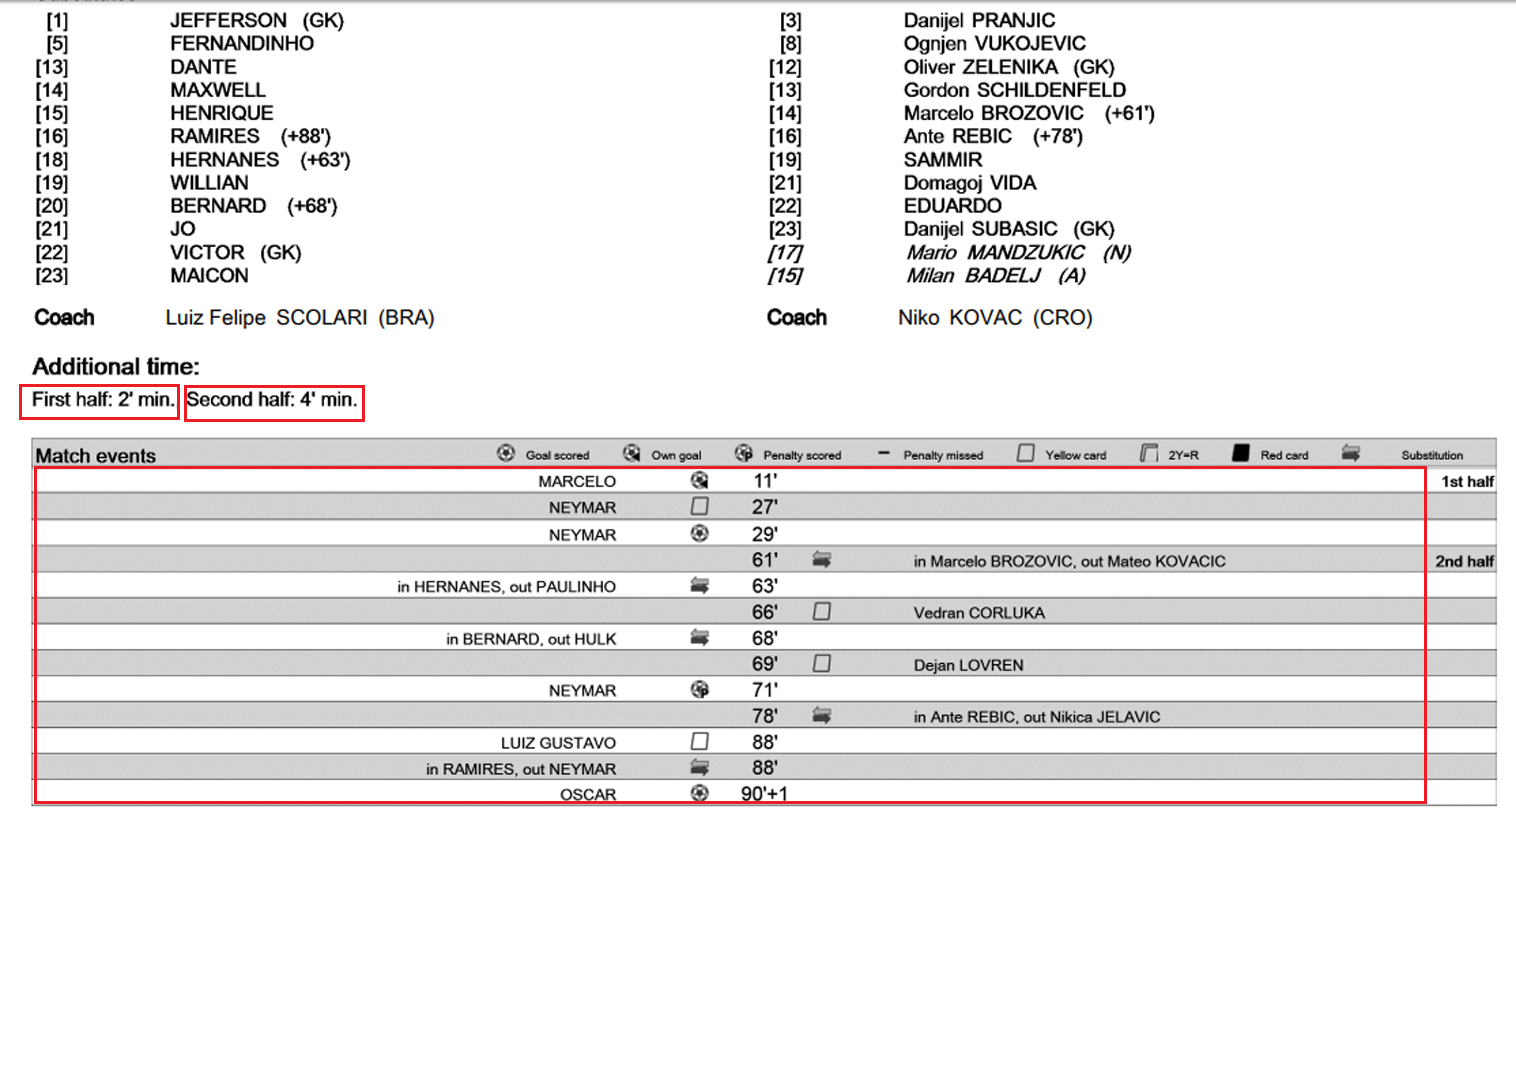 [1] JEFFERSON (GK) [3] Danijel PRANJIC
[5] FERNANDINHO [8] Ognjen VUKOJEVIC
[13] DANTE [12] Oliver ZELENIKA (GK)
[14] MAXWELL [13] Gordon SCHILDENFELD
[15] HENRIQUE [14] Marcelo BROZOVIC (+61')
[16] RAMIRES (+88') [16] Ante REBIC (+78')
[18] HERNANES (+63') [19] SAMMIR
[19] WILLIAN [21] Domagoj VIDA
[20] BERNARD (+68') [22] EDUARDO
[21] JO [23] Danijel SUBASIC (GK)
[22] VICTOR (GK) [17] Mario MANDZUKIC (N)
[23] MAICON [15] Milan BADELJ (A)
Coach Luiz Felipe SCOLARI (BRA) Coach Niko KOVAC (CRO)
Additional time:
First half: 2' min. Second half: 4' min.
Match events Goal scored Own goal P Penalty scored Penalty missed Yellow card 2Y=R Red card Substitution
MARCELO 11' 1st half
NEYMAR 27'
NEYMAR 29'
61' in Marcelo BROZOVIC, out Mateo KOVACIC 2nd half
in HERNANES, out PAULINHO 63'
66' Vedran CORLUKA
in BERNARD, out HULK 68'
69' Dejan LOVREN
NEYMAR P 71'
78' in Ante REBIC, out Nikica JELAVIC
LUIZ GUSTAVO 88'
in RAMIRES, out NEYMAR 88'
OSCAR 90'+1